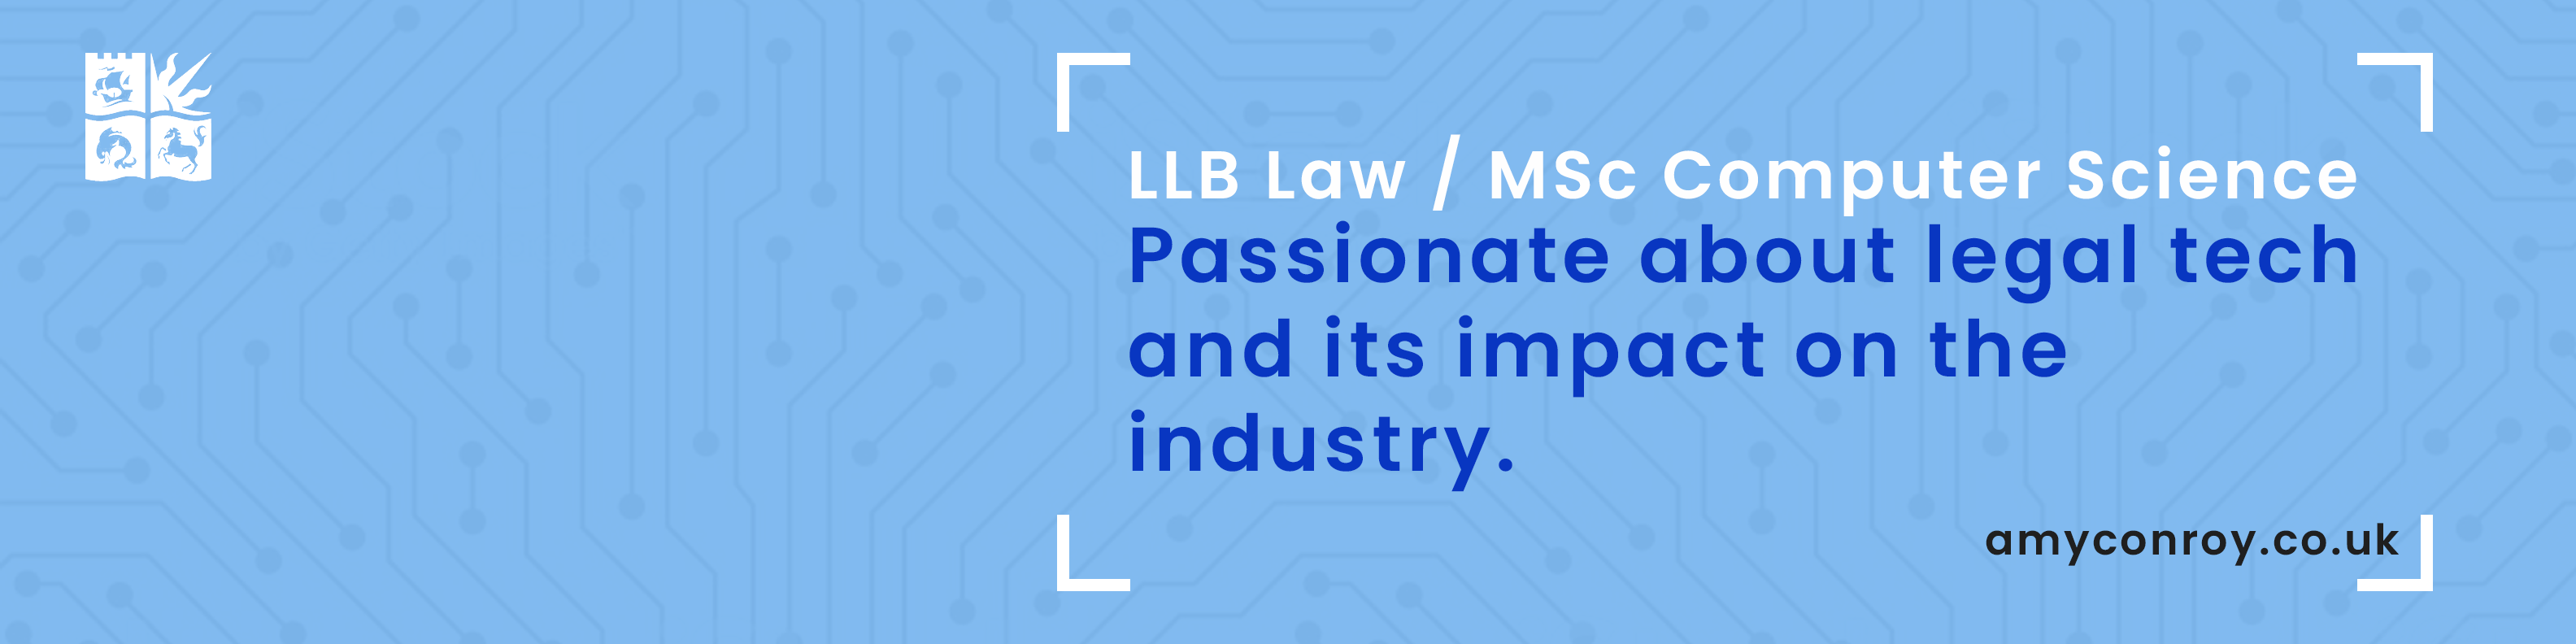 LLB Law / MSc Computer Science
Passionate about legal tech
and its impact on the
industry.
amyconroy.co.uk